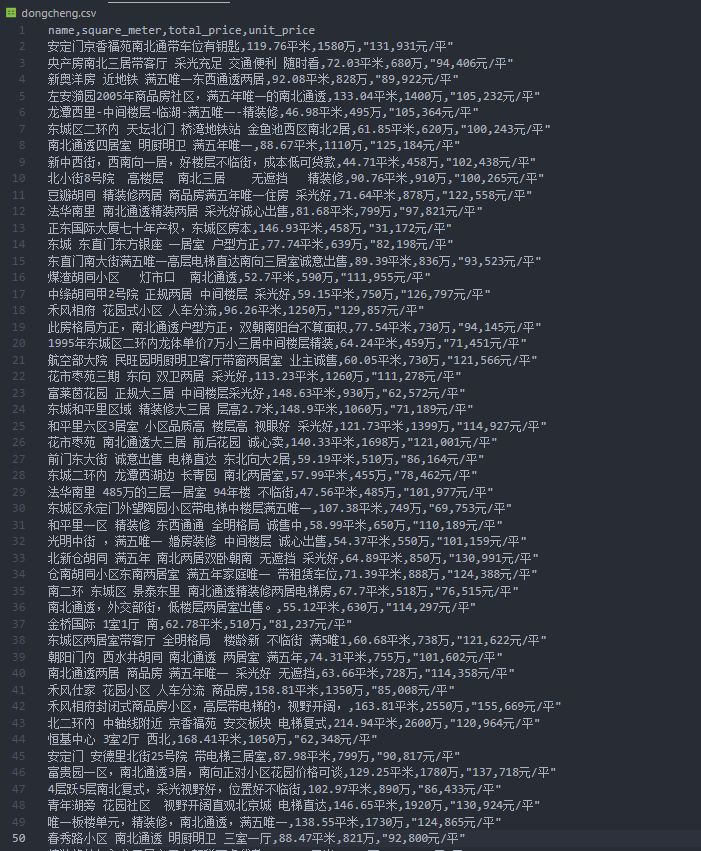 dongcheng.csv
1 name,square_meter,total_price,unit_price
2 安定门京香福苑南北通带车位有钥匙,119.76平米,1580万,"131,931元/平"
3 央产房南北三居带客厅 采光充足 交通便利 随时看,72.03平米,680万,"94,406元/平"
4 新奥洋房 近地铁 满五唯一东西通透两居,92.08平米,828万,"89,922元/平"
5 左安漪园2005年商品房社区，满五年唯一的南北通透,133.04平米,1400万,"105,232元/平"
6 龙潭西里-中间楼层-临湖-满五唯一-精装修,46.98平米,495万,"105,364元/平"
7 东城区二环内 天坛北门 桥湾地铁站 金鱼池西区南北2居,61.85平米,620万,"100,243元/平"
8 南北通透四居室 明厨明卫 满五年唯一,88.67平米,1110万,"125,184元/平"
9 新中西街，西南向一居，好楼层不临街，成本低可贷款,44.71平米,458万,"102,438元/平"
10 北小街8号院 高楼层 南北三居 无遮挡 精装修,90.76平米,910万,"100,265元/平"
11 豆瓣胡同 精装修两居 商品房满五年唯一住房 采光好,71.64平米,878万,"122,558元/平"
12 法华南里 南北通透精装两居 采光好诚心出售,81.68平米,799万,"97,821元/平"
13 正东国际大厦七十年产权，东城区房本,146.93平米,458万,"31,172元/平"
14 东城 东直门东方银座 一居室 户型方正,77.74平米,639万,"82,198元/平"
15 东直门南大街满五唯一高层电梯直达南向三居室诚意出售,89.39平米,836万,"93,523元/平"
16 煤渣胡同小区 灯市口 南北通透,52.7平米,590万,"111,955元/平"
17 中绦胡同甲2号院 正规两居 中间楼层 采光好,59.15平米,750万,"126,797元/平"
18 禾风相府 花园式小区 人车分流,96.26平米,1250万,"129,857元/平"
19 此房格局方正，南北通透户型方正，双朝南阳台不算面积,77.54平米,730万,"94,145元/平"
20 1995年东城区二环内龙体单价7万小三居中间楼层精装,64.24平米,459万,"71,451元/平"
21 航空部大院 民旺园明厨明卫客厅带窗两居室 业主诚售,60.05平米,730万,"121,566元/平"
22 花市枣苑三期 东向 双卫两居 采光好,113.23平米,1260万,"111,278元/平"
23 富莱茵花园 正规大三居 中间楼层采光好,148.63平米,930万,"62,572元/平"
24 东城和平里区域 精装修大三居 层高2.7米,148.9平米,1060万,"71,189元/平"
25 和平里六区3居室 小区品质高 楼层高 视眼好 采光好,121.73平米,1399万,"114,927元/平"
26 花市枣苑 南北通透大三居 前后花园 诚心卖,140.33平米,1698万,"121,001元/平"
27 前门东大街 诚意出售 电梯直达 东北向大2居,59.19平米,510万,"86,164元/平"
28 东城二环内 龙潭西湖边 长青园 南北两居室,57.99平米,455万,"78,462元/平"
29 法华南里 485万的三层一居室 94年楼 不临街,47.56平米,485万,"101,977元/平"
30 东城区永定门外望陶园小区带电梯中楼层满五唯一,107.38平米,749万,"69,753元/平"
31 和平里一区 精装修 东西通通 全明格局 诚售中,58.99平米,650万,"110,189元/平"
32 光明中街 ，满五唯一 婚房装修 中间楼层 诚心出售,54.37平米,550万,"101,159元/平"
33 北新仓胡同 满五年 南北两居双卧朝南 无遮挡 采光好,64.89平米,850万,"130,991元/平"
34 仓南胡同小区东南两居室 满五年家庭唯一 带租赁车位,71.39平米,888万,"124,388元/平"
35 南二环 东城区 景泰东里 南北通透精装修两居电梯房,67.7平米,518万,"76,515元/平"
36 南北通透，外交部街，低楼层两居室出售。,55.12平米,630万,"114,297元/平"
37 金桥国际 1室1厅 南,62.78平米,510万,"81,237元/平"
38 东城区两居室带客厅 全明格局 楼龄新 不临街 满5唯1,60.68平米,738万,"121,622元/平"
39 朝阳门内 西水井胡同 南北通透 两居室 满五年,74.31平米,755万,"101,602元/平"
40 南北通透两居 商品房 满五年唯一 采光好 无遮挡,63.66平米,728万,"114,358元/平"
41 禾风仕家 花园小区 人车分流 商品房,158.81平米,1350万,"85,008元/平"
42 禾风相府封闭式商品房小区，高层带电梯的，视野开阔，,163.81平米,2550万,"155,669元/平"
43 北二环内 中轴线附近 京香福苑 安交板块 电梯复式,214.94平米,2600万,"120,964元/平"
44 恒基中心 3室2厅 西北,168.41平米,1050万,"62,348元/平"
45 安定门 安德里北街25号院 带电梯三居室,87.98平米,799万,"90,817元/平"
46 富贵园一区，南北通透3居，南向正对小区花园价格可谈,129.25平米,1780万,"137,718元/平"
47 4层跃5层南北复式，采光视野好，位置好不临街,102.97平米,890万,"86,433元/平"
48 青年湖旁 花园社区 视野开阔直观北京城 电梯直达,146.65平米,1920万,"130,924元/平"
49 唯一板楼单元，精装修，南北通透，满五唯一,138.55平米,1730万,"124,865元/平"
50 春秀路小区 南北通透 明厨明卫 三室一厅,88.47平米,821万,"92,800元/平"